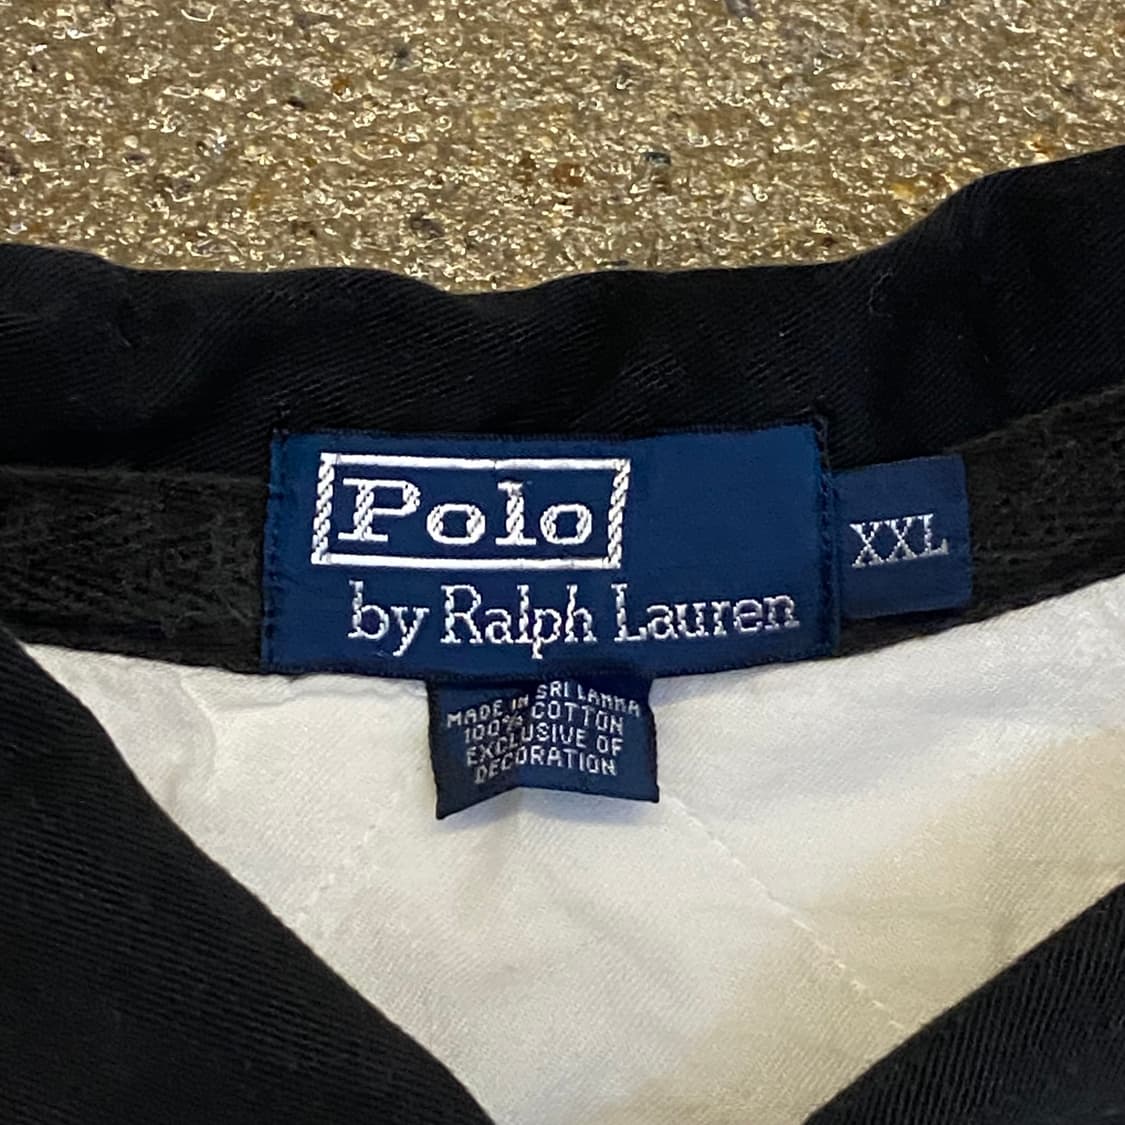 Polo
by Ralph Lauren
XXL
MADE IN SRI LANKA
100% COTTON
EXCLUSIVE OF
DECORATION